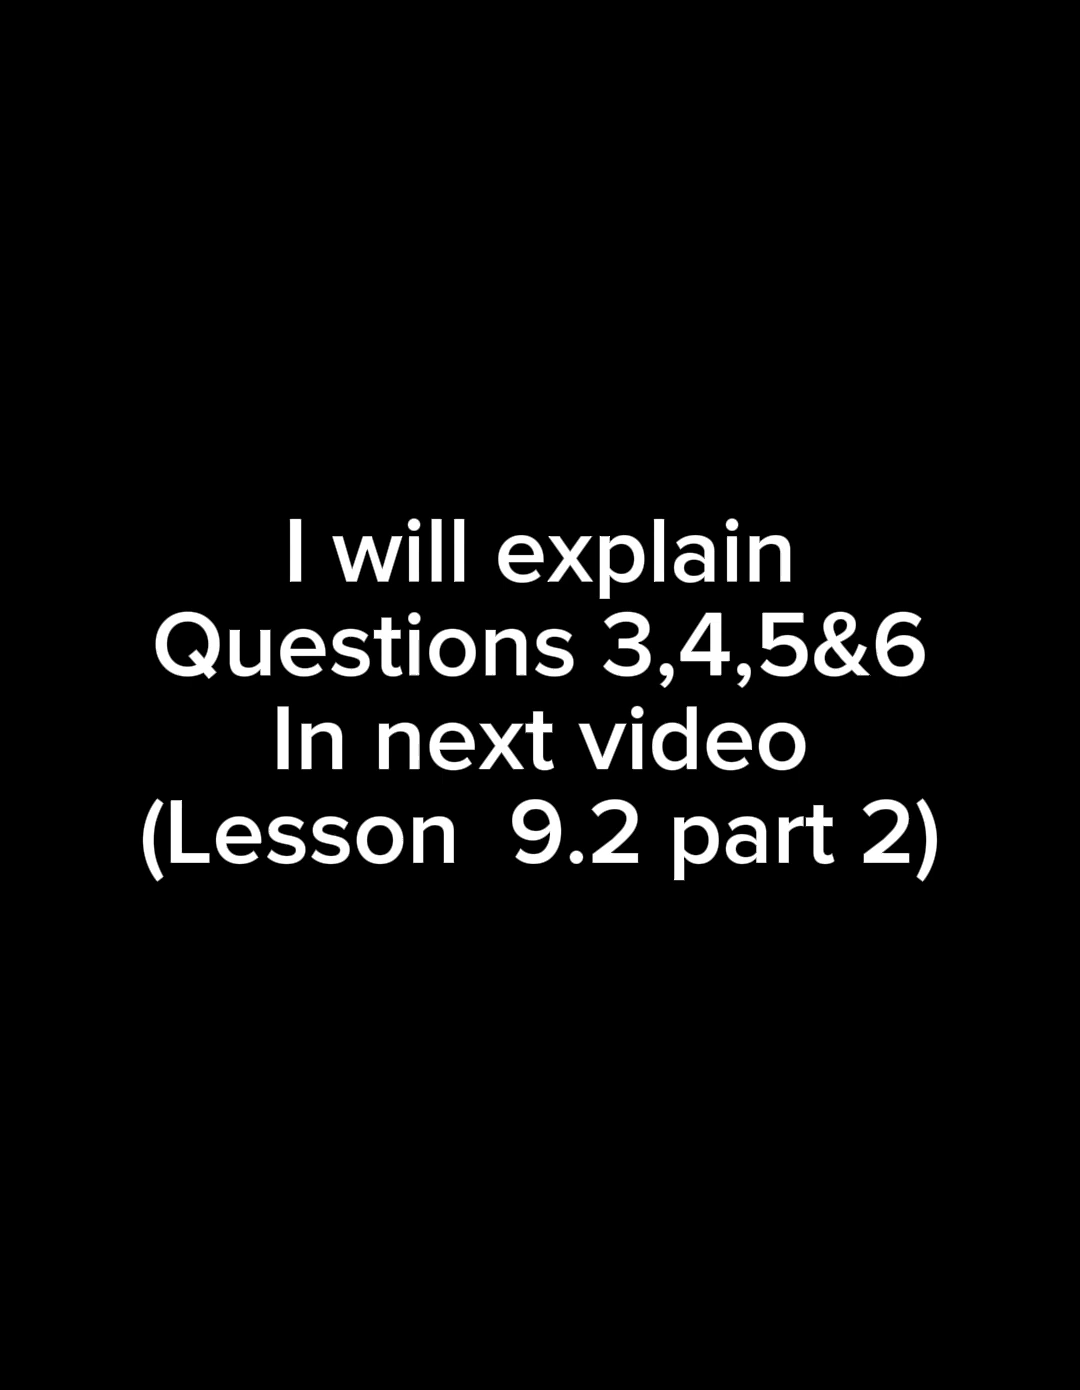 I will explain
Questions 3,4,5&6
In next video
(Lesson  9.2 part 2)